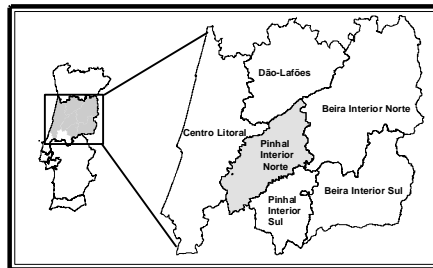 Dão-Lafões
Beira Interior Norte
Centro Litoral
Pinhal
Interior
Norte
Beira Interior Sul
Pinhal
Interior
Sul